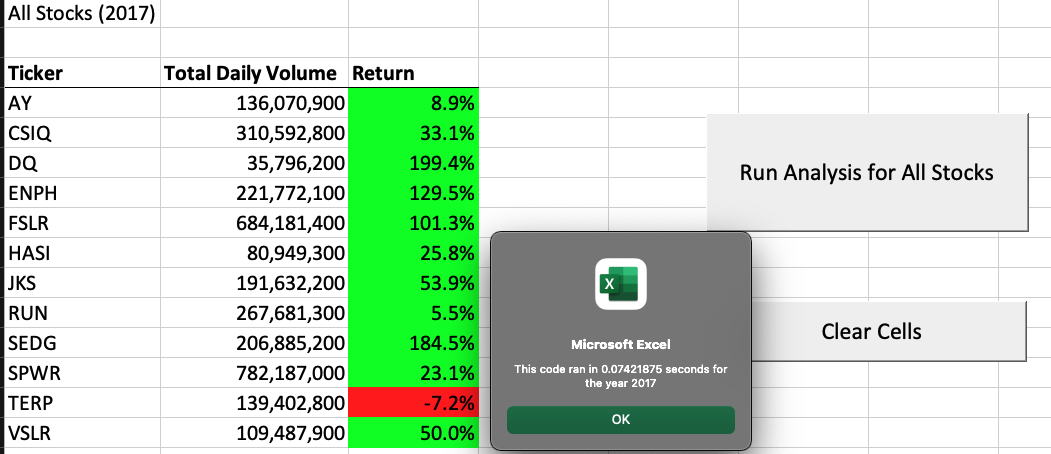 All Stocks (2017)
Ticker Total Daily Volume Return
AY 136,070,900 8.9%
CSIQ 310,592,800 33.1%
DQ 35,796,200 199.4%
ENPH 221,772,100 129.5%
FSLR 684,181,400 101.3%
HASI 80,949,300 25.8%
JKS 191,632,200 53.9%
RUN 267,681,300 5.5%
SEDG 206,885,200 184.5%
SPWR 782,187,000 23.1%
TERP 139,402,800 -7.2%
VSLR 109,487,900 50.0%
Run Analysis for All Stocks
Clear Cells
X
Microsoft Excel
This code ran in 0.07421875 seconds for
the year 2017
OK